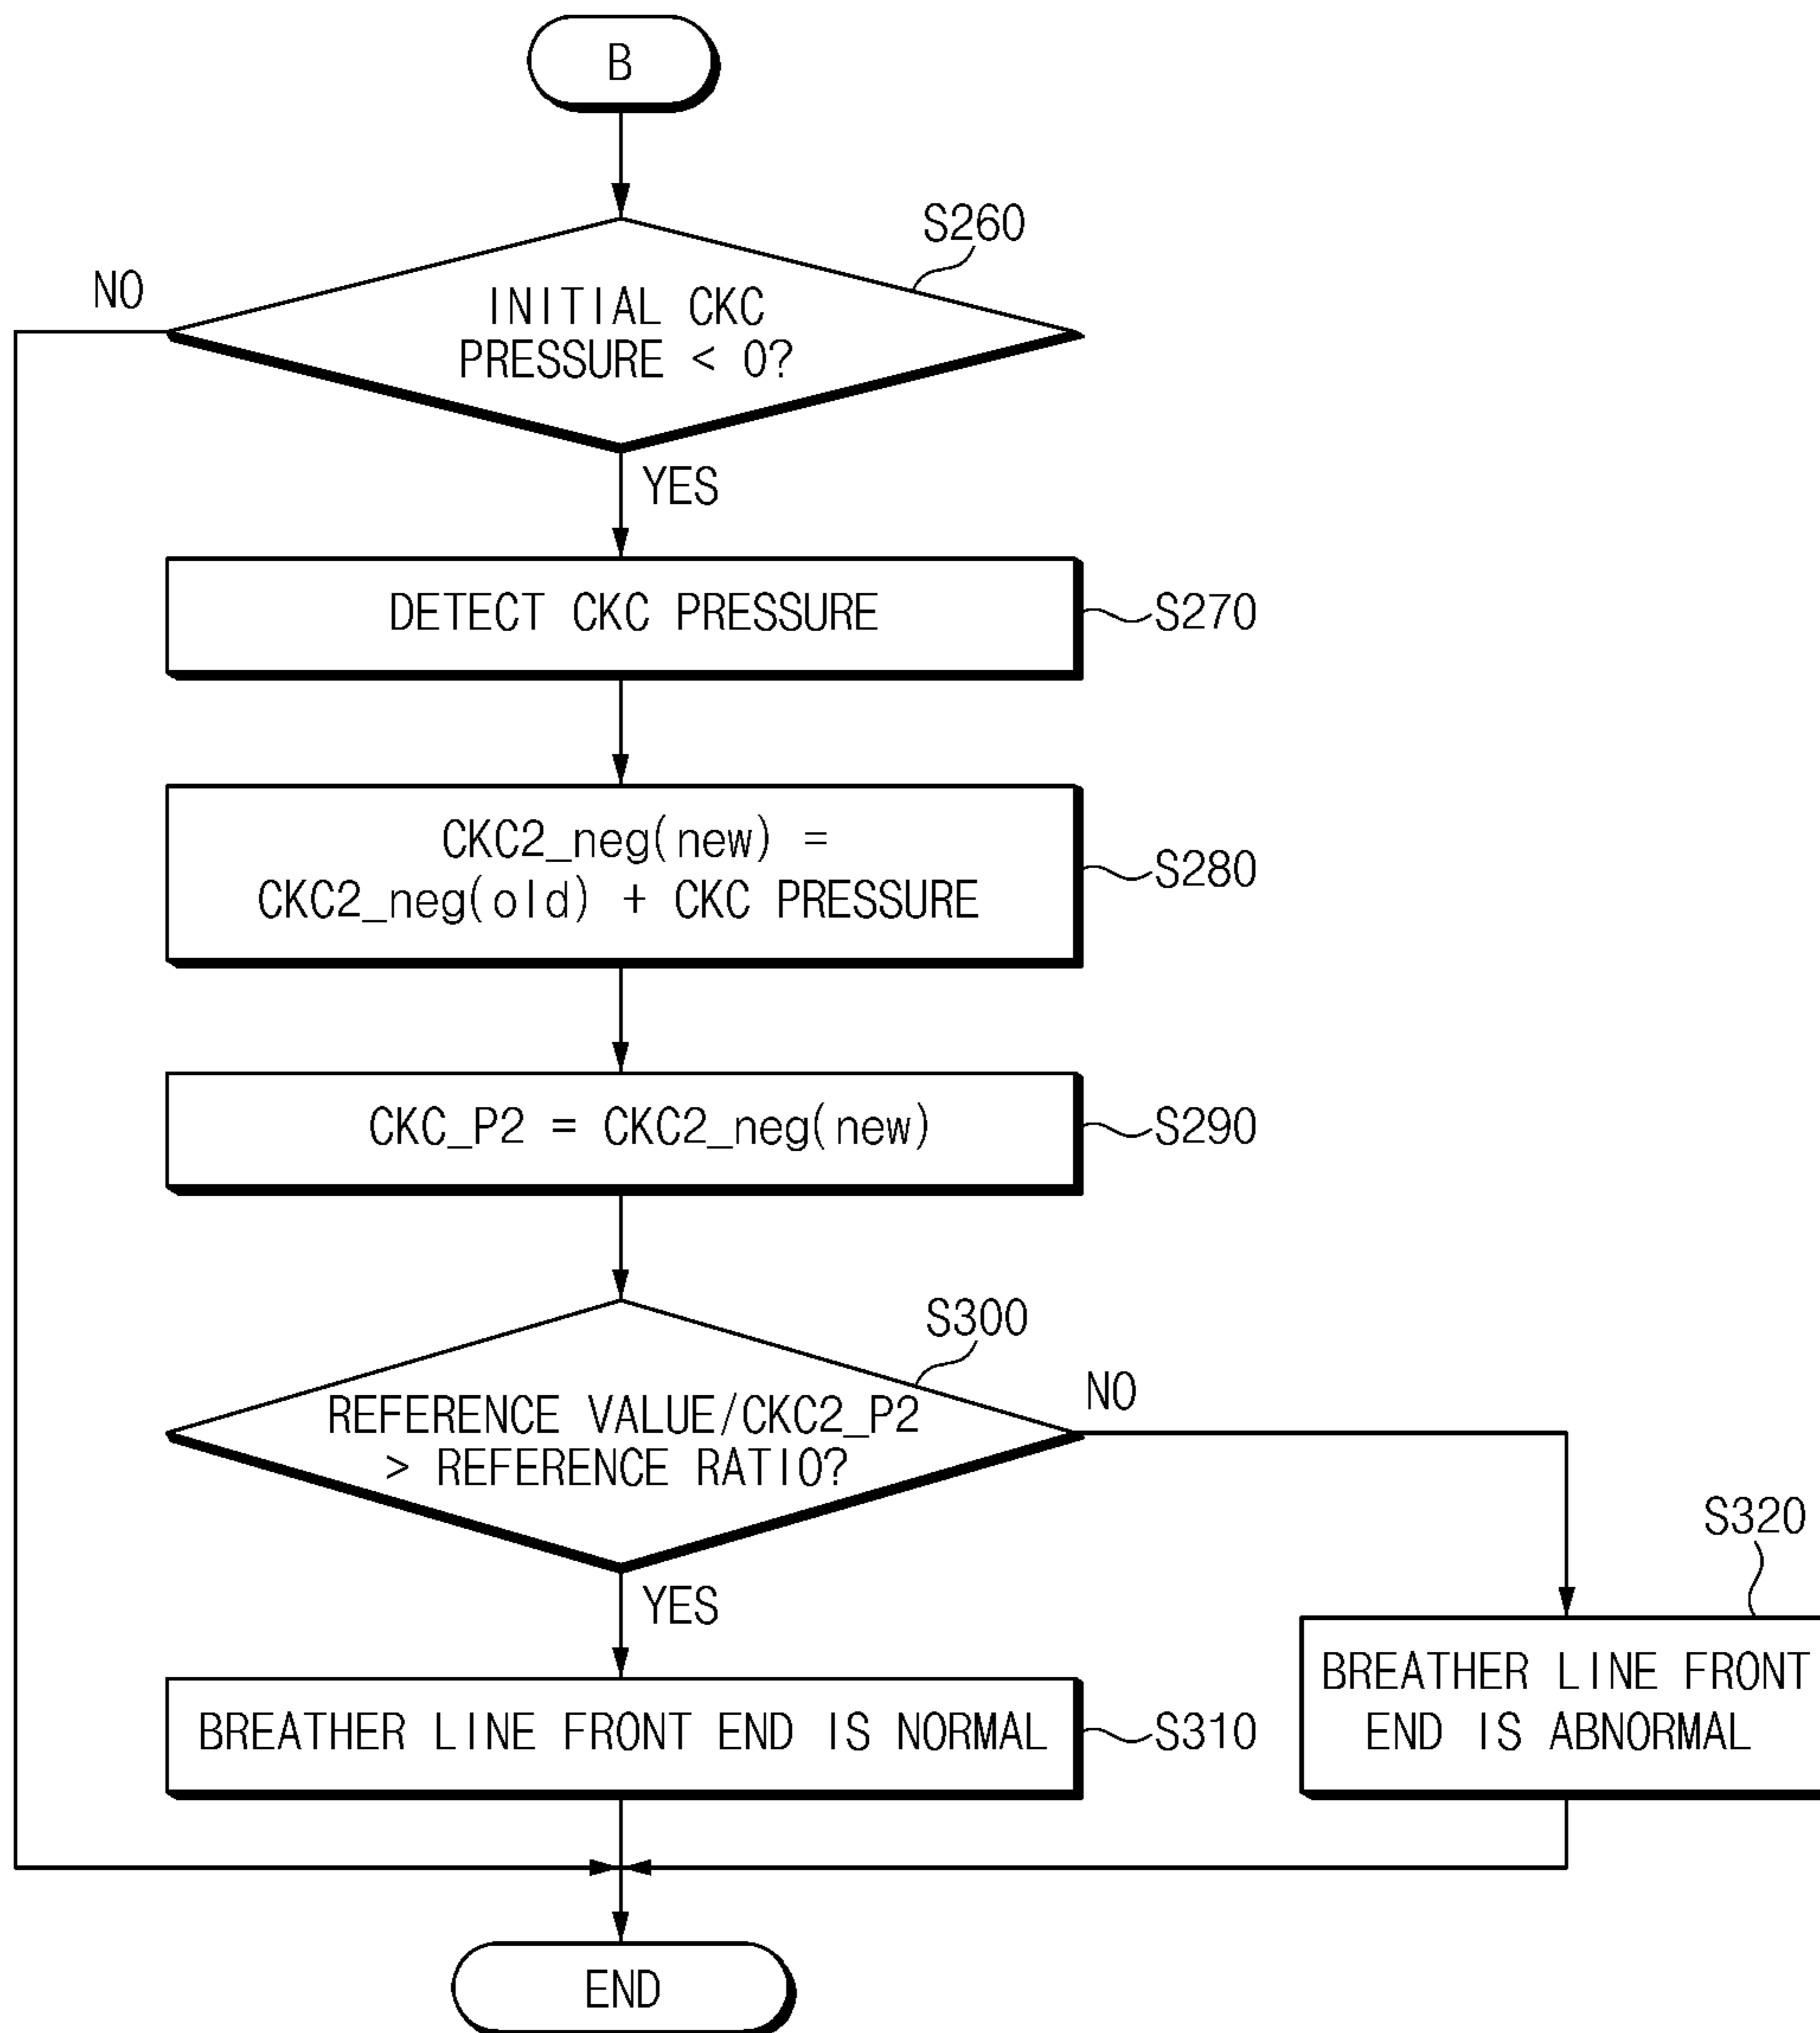 B
S260
NO
INITIAL CKC
PRESSURE < 0?
YES
DETECT CKC PRESSURE
S270
CKC2_neg(new) =
CKC2_neg(old) + CKC PRESSURE
S280
CKC_P2 = CKC2_neg(new)
S290
S300
REFERENCE VALUE/CKC2_P2
> REFERENCE RATIO?
NO
YES
S320
BREATHER LINE FRONT
END IS ABNORMAL
BREATHER LINE FRONT END IS NORMAL
S310
END